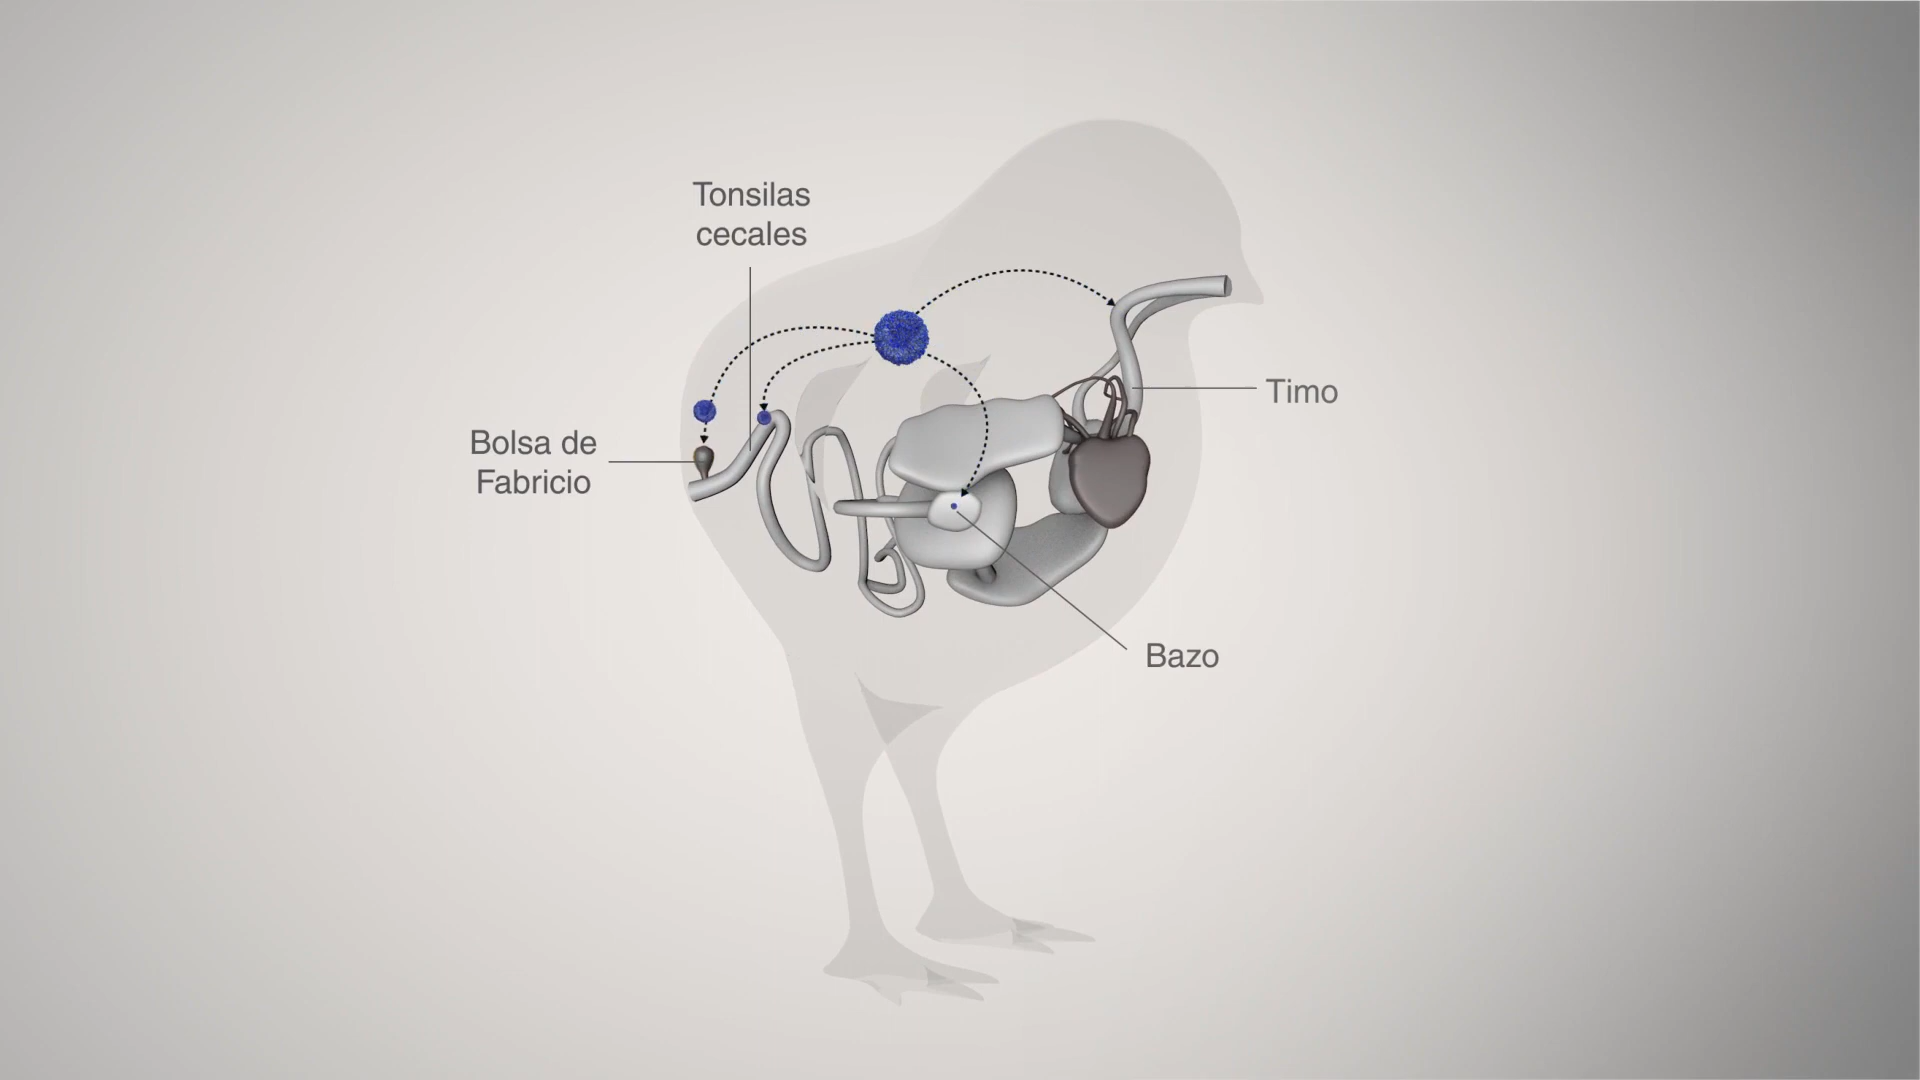 Tonsilas
cecales
Timo
Bolsa de
Fabricio
Bazo